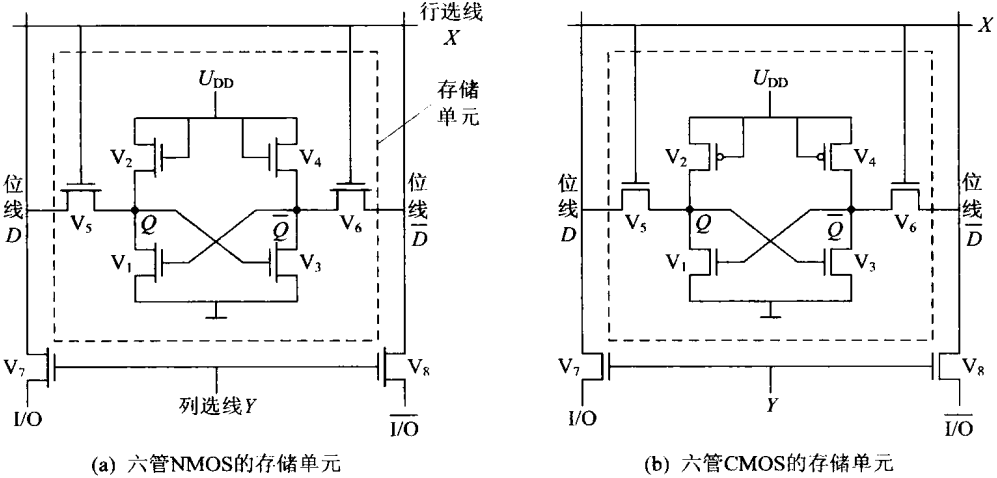 行选线
X
U_DD
存储
单元
V₂
V₄
位
线
D
V₅
Q
Q̅
V₆
位
线
D̅
V₁
V₃
V₇
V₈
I/O
列选线Y
I̅/̅O̅
(a) 六管NMOS的存储单元
X
U_DD
V₂
V₄
位
线
D
V₅
Q
Q̅
V₆
位
线
D̅
V₁
V₃
V₇
V₈
I/O
Y
I̅/̅O̅
(b) 六管CMOS的存储单元